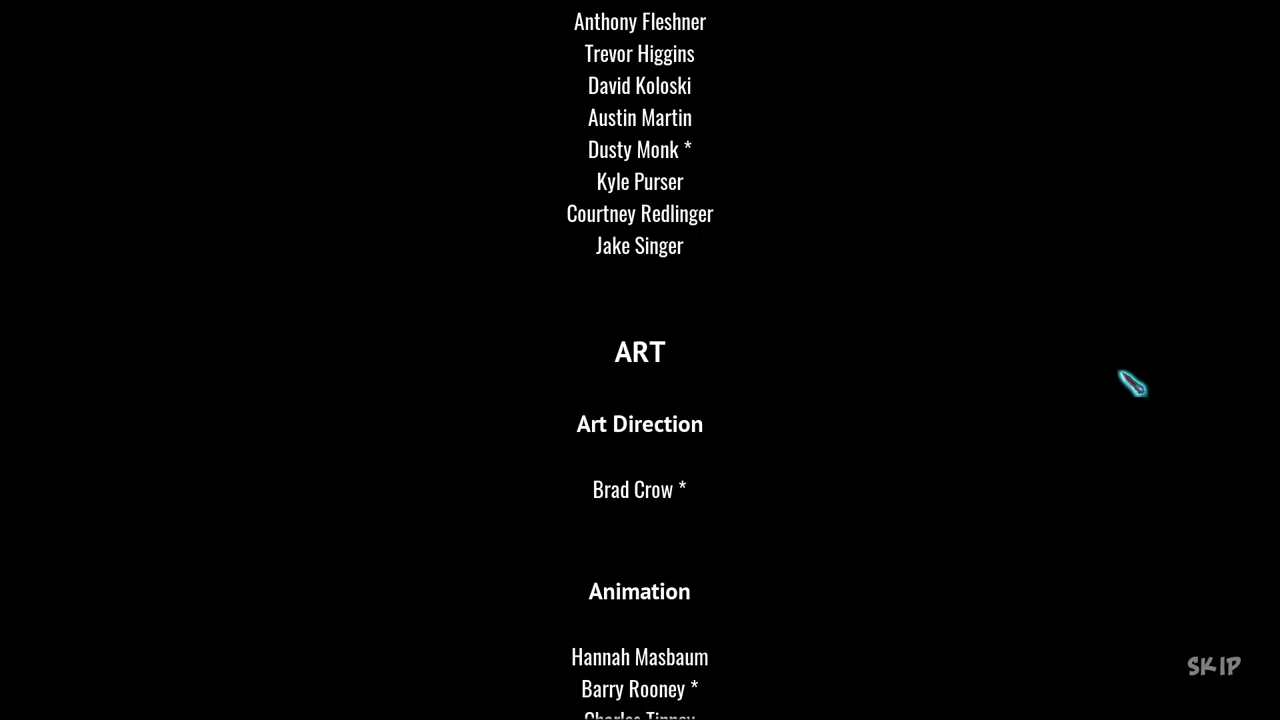 Anthony Fleshner
Trevor Higgins
David Koloski
Austin Martin
Dusty Monk *
Kyle Purser
Courtney Redlinger
Jake Singer
ART
Art Direction
Brad Crow *
Animation
Hannah Masbaum
Barry Rooney *
SKIP